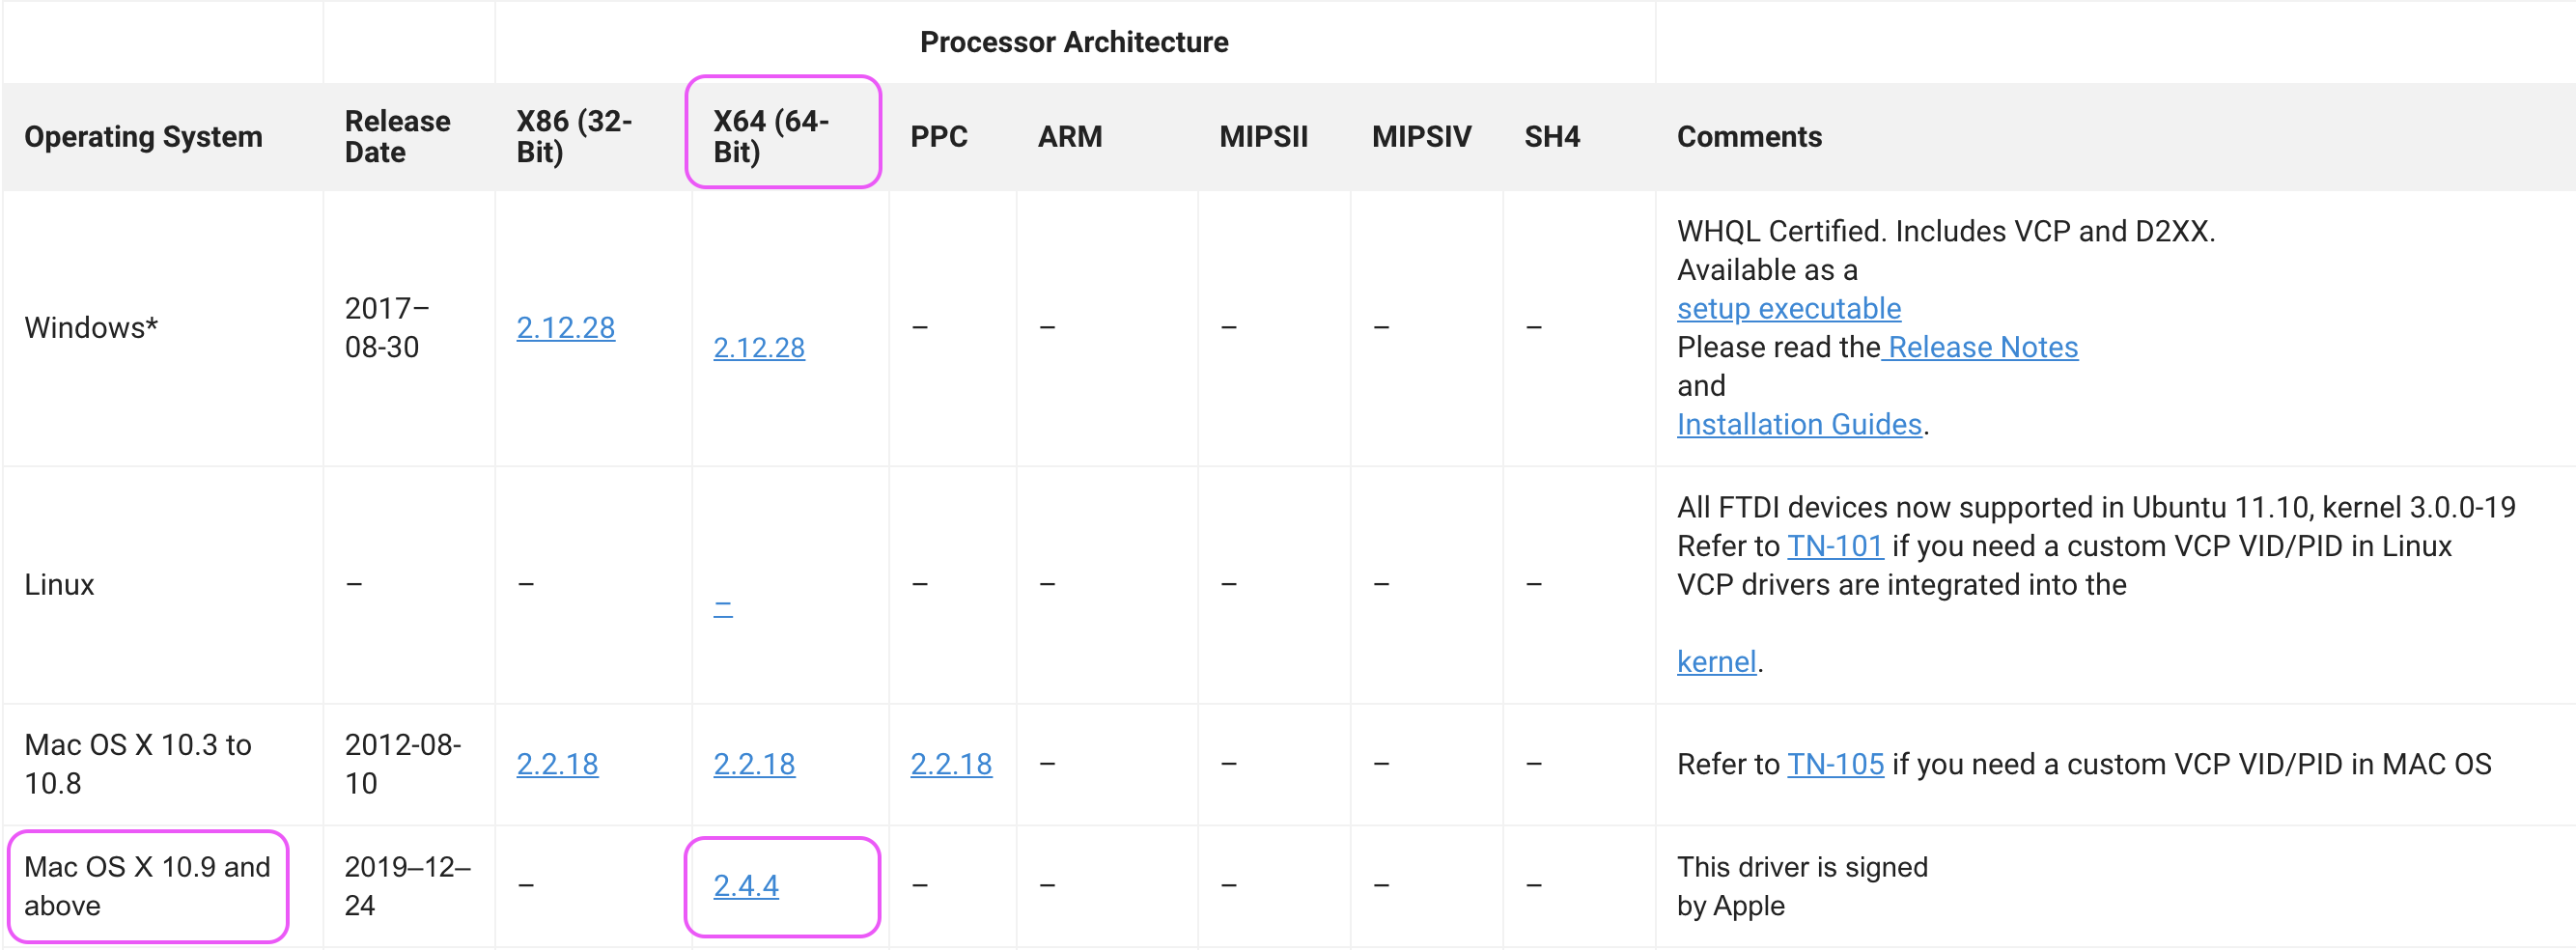 Processor Architecture
Operating System
Release
Date
X86 (32-
Bit)
X64 (64-
Bit)
PPC
ARM
MIPSII
MIPSIV
SH4
Comments
Windows*
2017–
08-30
2.12.28
2.12.28
–
–
–
–
–
WHQL Certified. Includes VCP and D2XX.
Available as a
setup executable
Please read the Release Notes
and
Installation Guides.
Linux
–
–
–
–
–
–
–
–
All FTDI devices now supported in Ubuntu 11.10, kernel 3.0.0-19
Refer to TN-101 if you need a custom VCP VID/PID in Linux
VCP drivers are integrated into the
kernel.
Mac OS X 10.3 to
10.8
2012-08-
10
2.2.18
2.2.18
2.2.18
–
–
–
–
Refer to TN-105 if you need a custom VCP VID/PID in MAC OS
Mac OS X 10.9 and
above
2019–12–
24
–
2.4.4
–
–
–
–
–
This driver is signed
by Apple